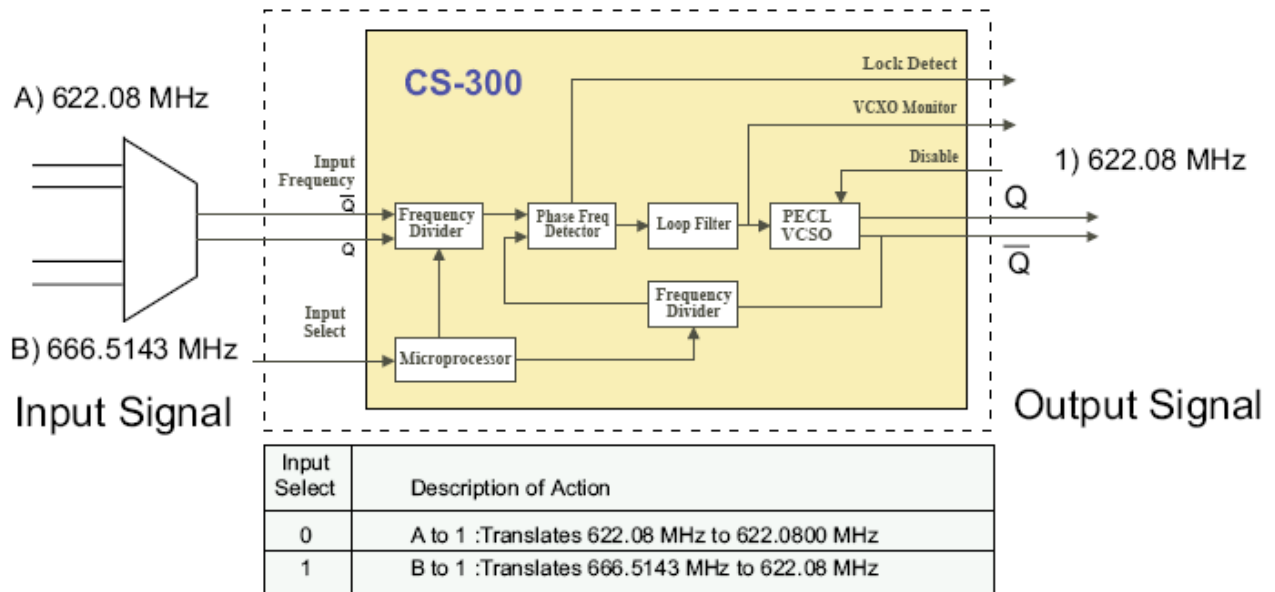 CS-300
Lock Detect
A) 622.08 MHz
VCXO Monitor
Input
Frequency
Disable
1) 622.08 MHz
Q
Q
Frequency
Divider
Phase Freq
Detector
Loop Filter
PECL
VCSO
Q
Q
Frequency
Divider
Input
Select
B) 666.5143 MHz
Microprocessor
Input Signal
Output Signal
Input
Select
Description of Action
0
A to 1 :Translates 622.08 MHz to 622.0800 MHz
1
B to 1 :Translates 666.5143 MHz to 622.08 MHz